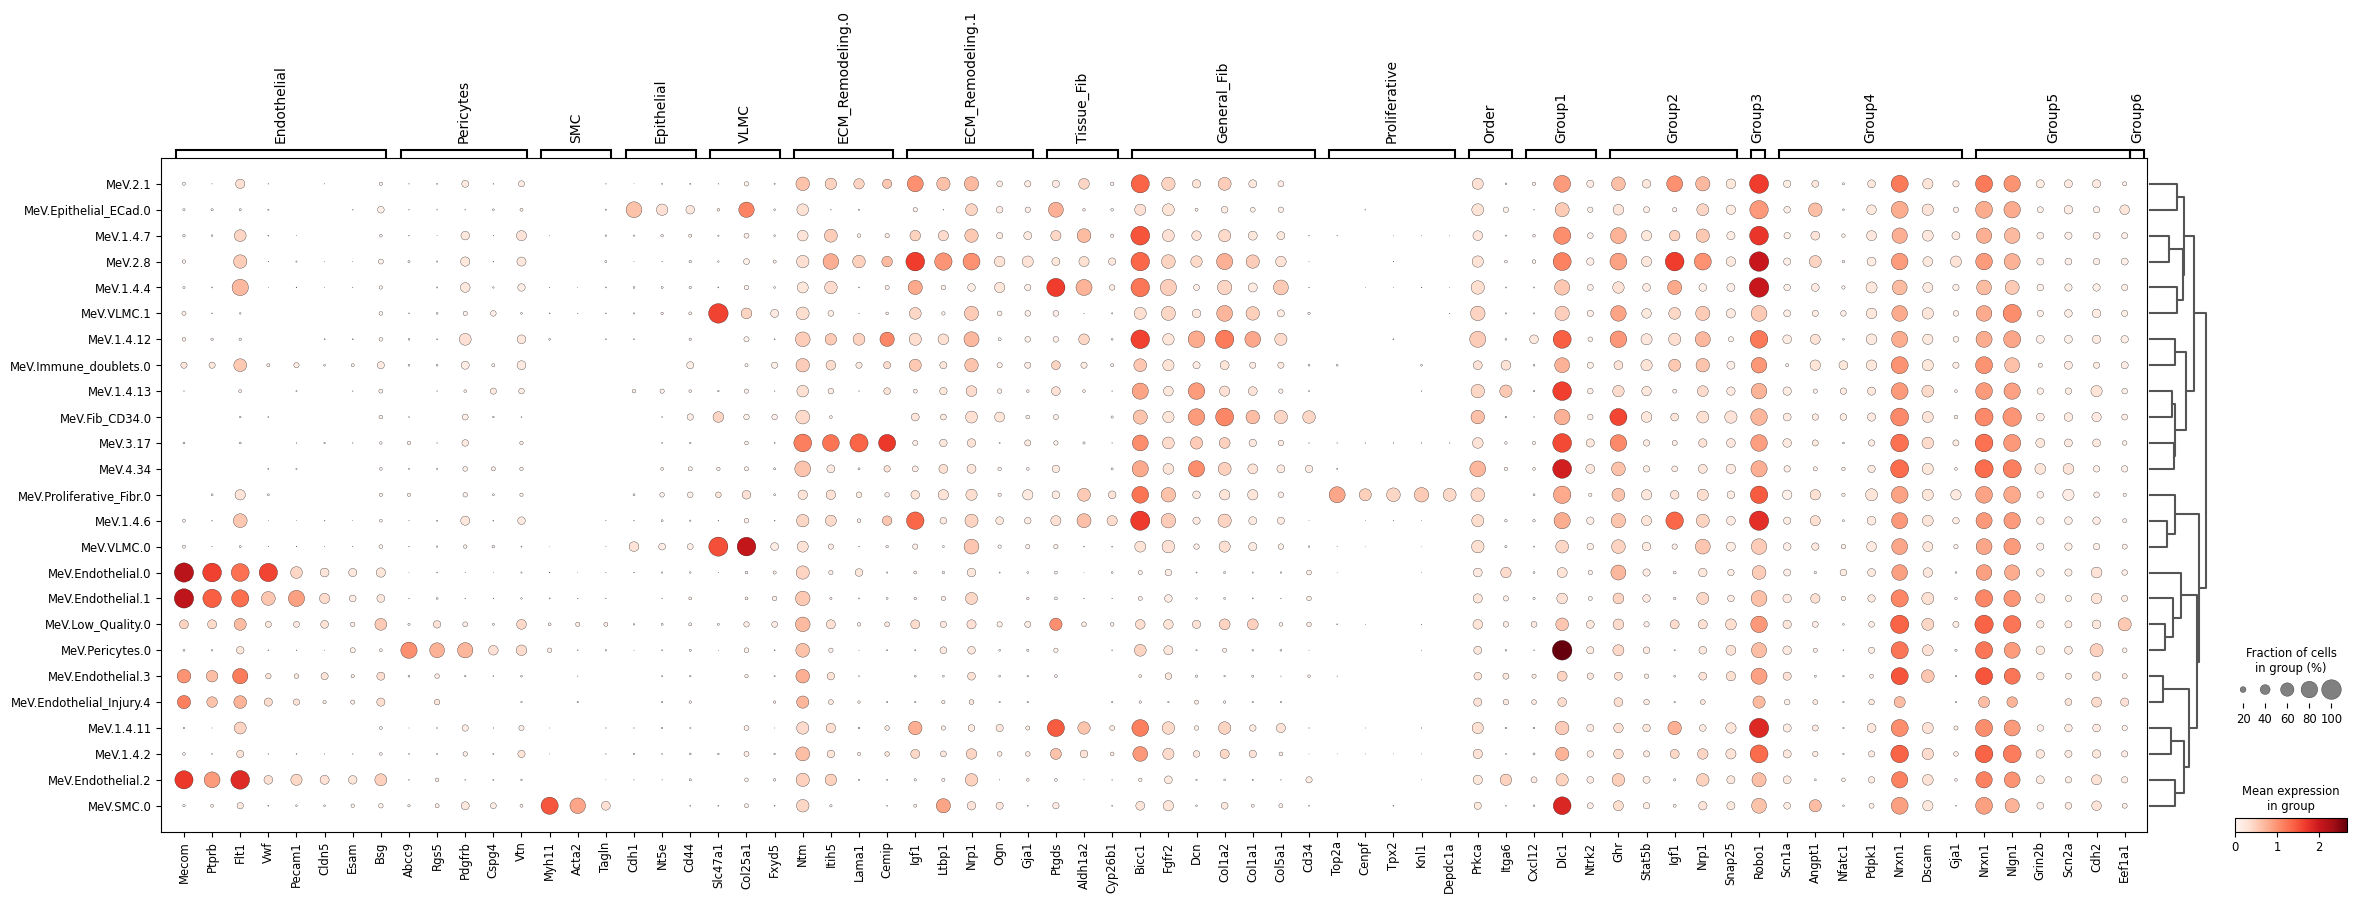 Endothelial
Pericytes
SMC
Epithelial
VLMC
ECM_Remodeling.0
ECM_Remodeling.1
Tissue_Fib
General_Fib
Proliferative
Order
Group1
Group2
Group3
Group4
Group5
Group6
MeV.2.1
MeV.Epithelial_ECad.0
MeV.1.4.7
MeV.2.8
MeV.1.4.4
MeV.VLMC.1
MeV.1.4.12
MeV.Immune_doublets.0
MeV.1.4.13
MeV.Fib_CD34.0
MeV.3.17
MeV.4.34
MeV.Proliferative_Fibr.0
MeV.1.4.6
MeV.VLMC.0
MeV.Endothelial.0
MeV.Endothelial.1
MeV.Low_Quality.0
MeV.Pericytes.0
MeV.Endothelial.3
MeV.Endothelial_Injury.4
MeV.1.4.11
MeV.1.4.2
MeV.Endothelial.2
MeV.SMC.0
Mecom
Ptprb
Flt1
Vwf
Pecam1
Cldn5
Esam
Bsg
Abcc9
Rgs5
Pdgfrb
Cspg4
Vtn
Myh11
Acta2
Tagln
Cdh1
Nt5e
Cd44
Slc47a1
Col25a1
Fxyd5
Ntm
Itih5
Lama1
Cemip
Igf1
Ltbp1
Nrp1
Ogn
Gja1
Ptgds
Aldh1a2
Cyp26b1
Bicc1
Fgfr2
Dcn
Col1a2
Col1a1
Col5a1
Cd34
Top2a
Cenpf
Tpx2
Knl1
Depdc1a
Prkca
Itga6
Cxcl12
Dlc1
Ntrk2
Ghr
Stat5b
Igf1
Nrp1
Snap25
Robo1
Scn1a
Angpt1
Nfatc1
Pdpk1
Nrxn1
Dscam
Gja1
Nrxn1
Nlgn1
Grin2b
Scn2a
Cdh2
Eef1a1
Fraction of cells
in group (%)
20 40 60 80 100
Mean expression
in group
0 1 2